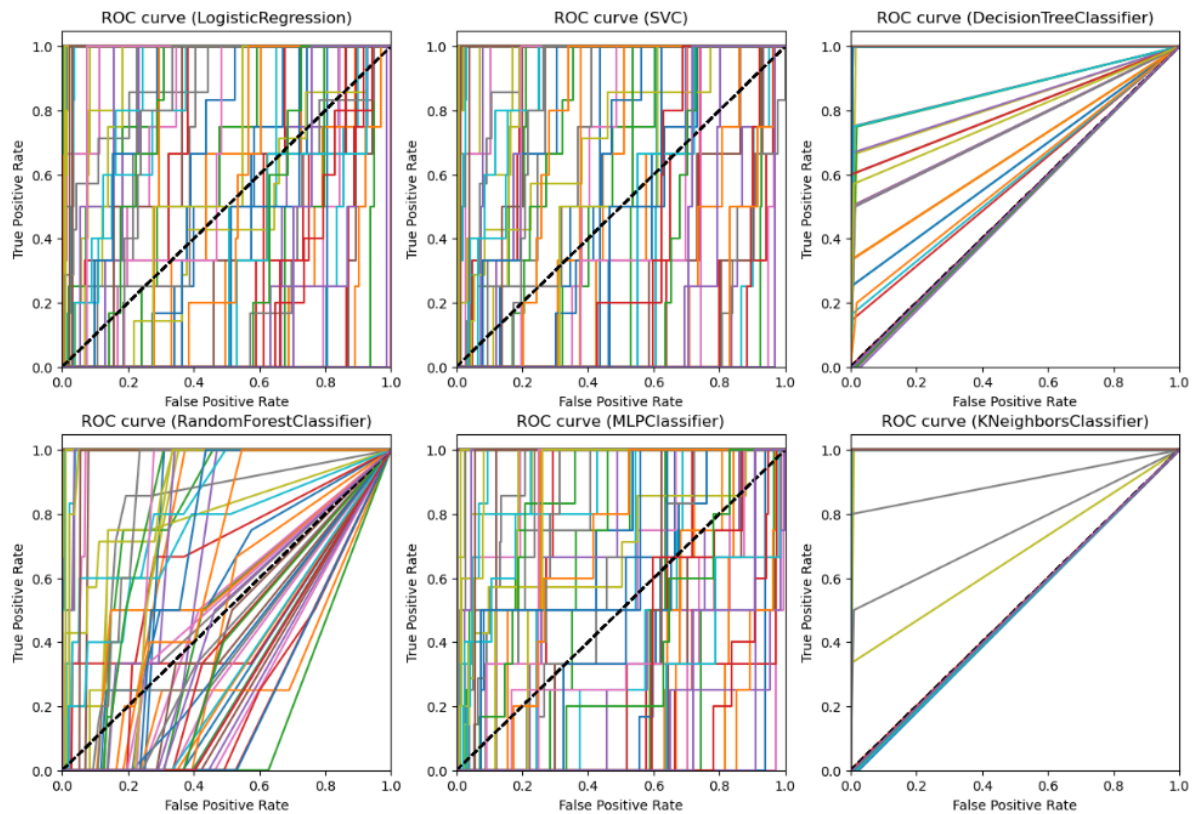 ROC curve (LogisticRegression)
True Positive Rate
1.0
0.8
0.6
0.4
0.2
0.0
0.0 0.2 0.4 0.6 0.8 1.0
False Positive Rate
ROC curve (SVC)
True Positive Rate
1.0
0.8
0.6
0.4
0.2
0.0
0.0 0.2 0.4 0.6 0.8 1.0
False Positive Rate
ROC curve (DecisionTreeClassifier)
True Positive Rate
1.0
0.8
0.6
0.4
0.2
0.0
0.0 0.2 0.4 0.6 0.8 1.0
False Positive Rate
ROC curve (RandomForestClassifier)
True Positive Rate
1.0
0.8
0.6
0.4
0.2
0.0
0.0 0.2 0.4 0.6 0.8 1.0
False Positive Rate
ROC curve (MLPClassifier)
True Positive Rate
1.0
0.8
0.6
0.4
0.2
0.0
0.0 0.2 0.4 0.6 0.8 1.0
False Positive Rate
ROC curve (KNeighborsClassifier)
True Positive Rate
1.0
0.8
0.6
0.4
0.2
0.0
0.0 0.2 0.4 0.6 0.8 1.0
False Positive Rate